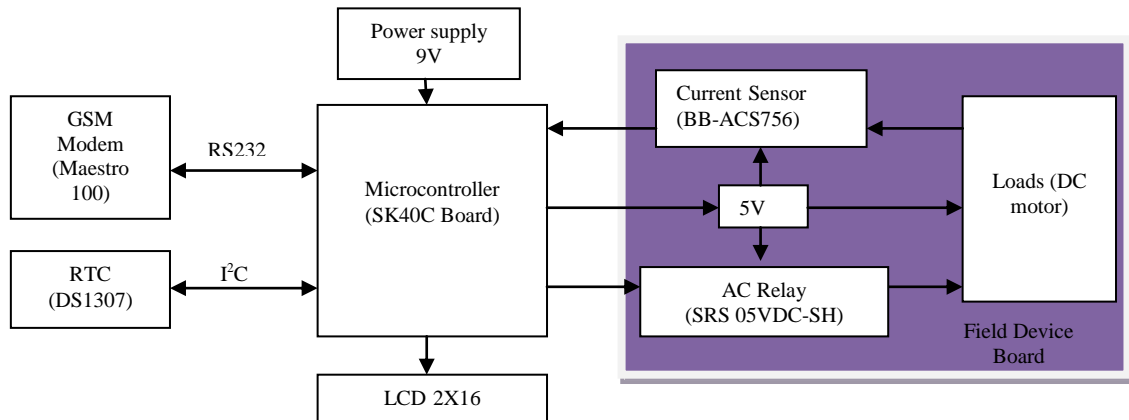 Power supply
9V
GSM
Modem
(Maestro
100)
RS232
RTC
(DS1307)
I²C
Microcontroller
(SK40C Board)
LCD 2X16
Current Sensor
(BB-ACS756)
5V
AC Relay
(SRS 05VDC-SH)
Loads (DC
motor)
Field Device
Board